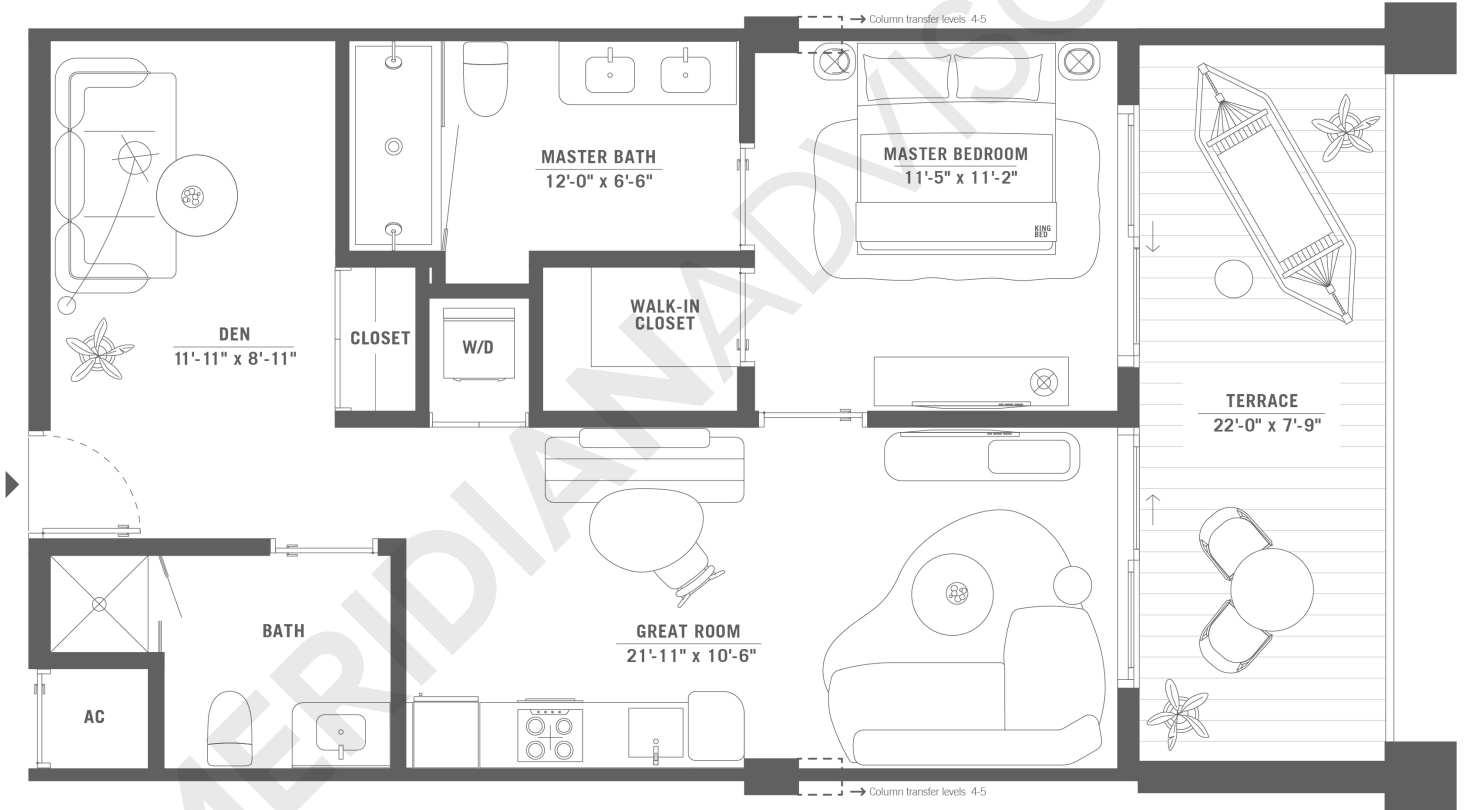 → Column transfer levels 4-5
MASTER BATH
12'-0" x 6'-6"
MASTER BEDROOM
11'-5" x 11'-2"
KING
BED
DEN
11'-11" x 8'-11"
CLOSET
W/D
WALK-IN
CLOSET
TERRACE
22'-0" x 7'-9"
BATH
GREAT ROOM
21'-11" x 10'-6"
AC
→ Column transfer levels 4-5
MERIDIANADVISO